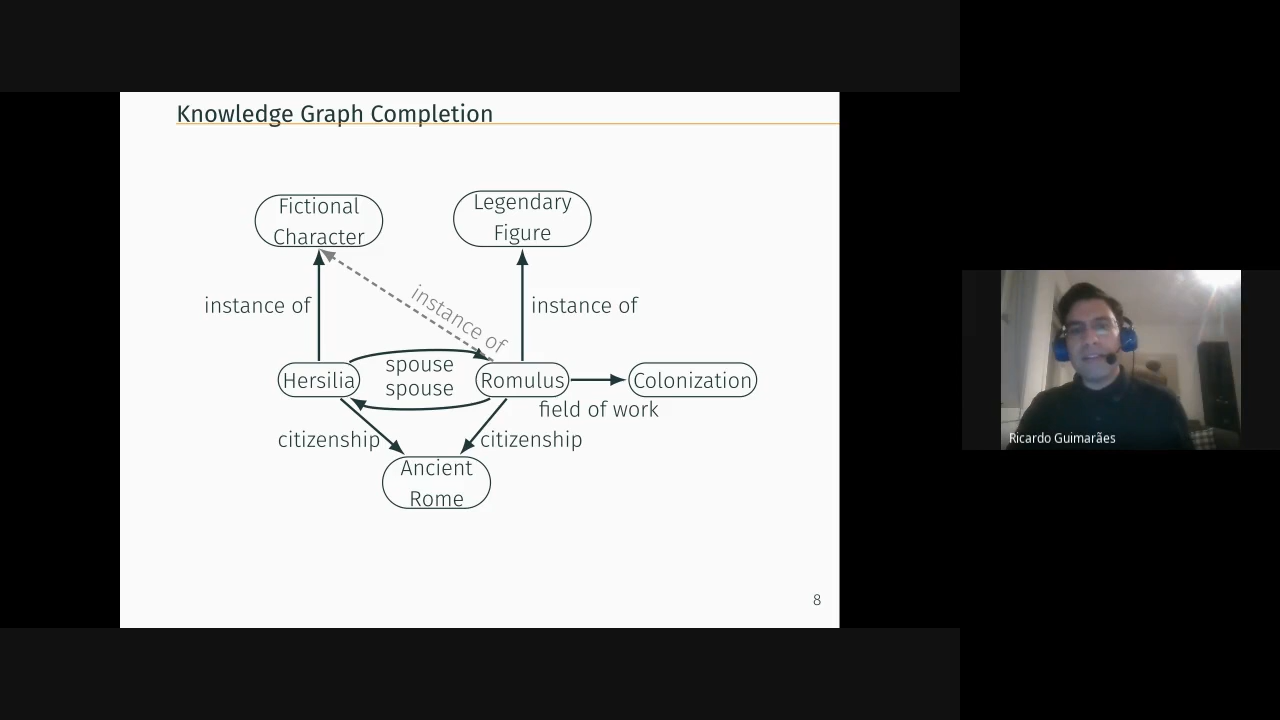 Knowledge Graph Completion
Fictional
Character
Legendary
Figure
instance of
instance of
instance of
Hersilia
spouse
spouse
Romulus
Colonization
field of work
citizenship
citizenship
Ancient
Rome
8
Ricardo Guimarães